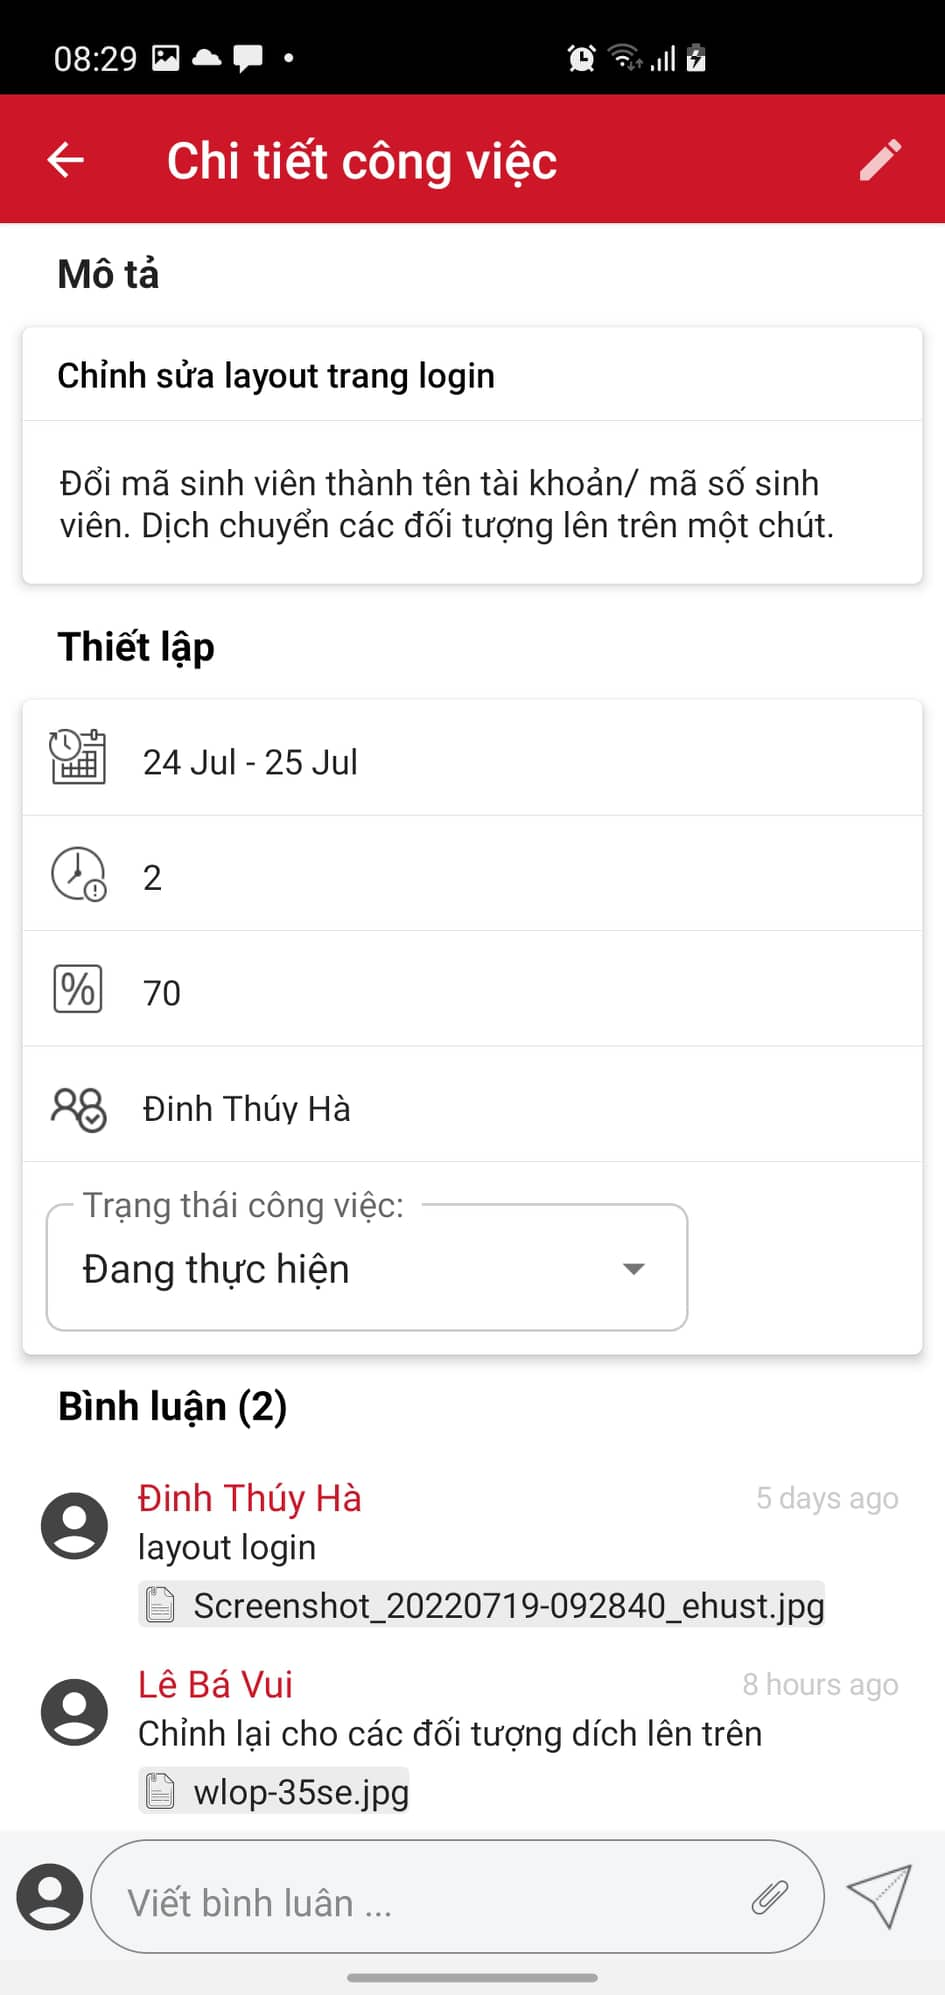 08:29
Chi tiết công việc
Mô tả
Chỉnh sửa layout trang login
Đổi mã sinh viên thành tên tài khoản/ mã số sinh
viên. Dịch chuyển các đối tượng lên trên một chút.
Thiết lập
24 Jul - 25 Jul
2
% 70
Đinh Thúy Hà
Trạng thái công việc:
Đang thực hiện
Bình luận (2)
Đinh Thúy Hà 5 days ago
layout login
Screenshot_20220719-092840_ehust.jpg
Lê Bá Vui 8 hours ago
Chỉnh lại cho các đối tượng dích lên trên
wlop-35se.jpg
Viết bình luân ...